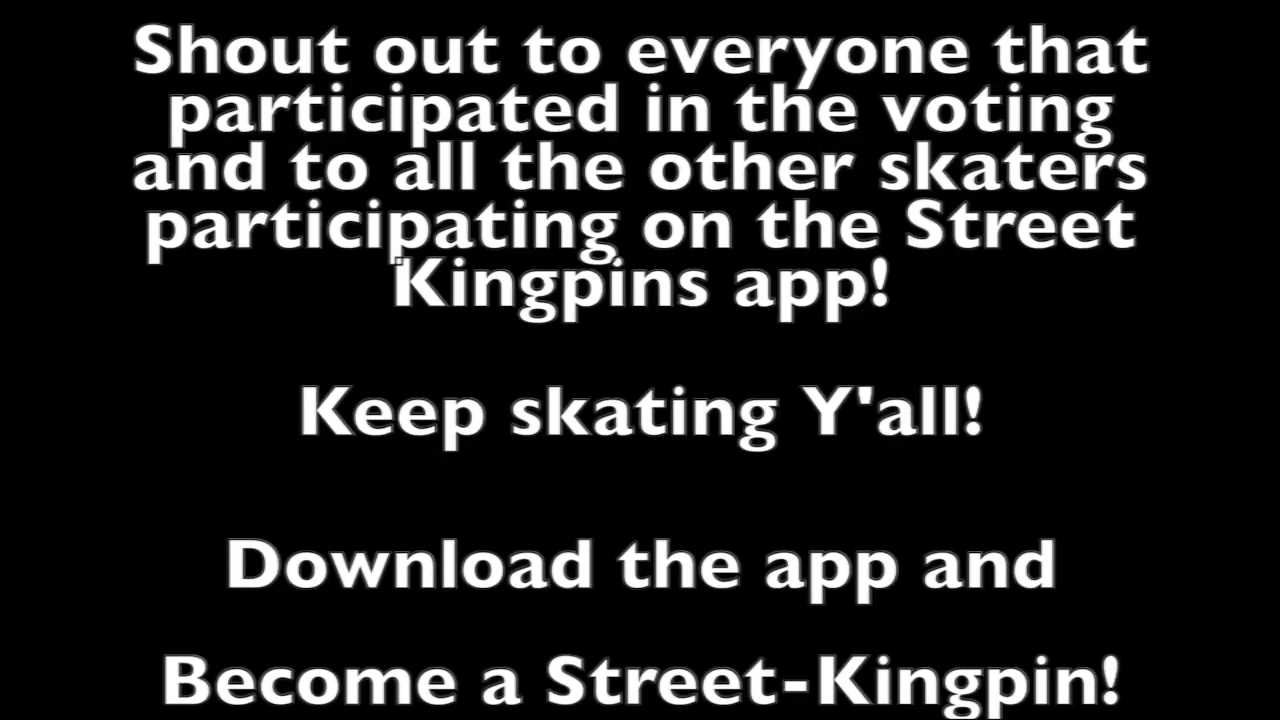 Shout out to everyone that
participated in the voting
and to all the other skaters
participating on the Street
Kingpins app!
Keep skating Y'all!
Download the app and
Become a Street-Kingpin!